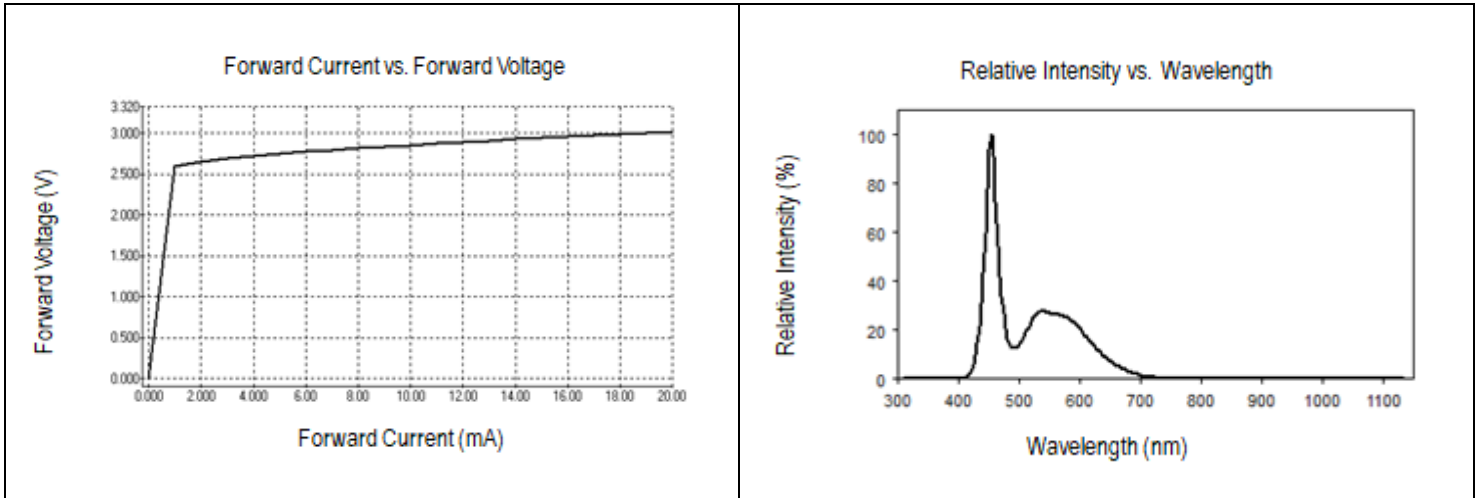 Forward Current vs. Forward Voltage
3.320
3.000
2.500
2.000
1.500
1.000
0.500
0.000
0.000 2.000 4.000 6.000 8.000 10.00 12.00 14.00 16.00 18.00 20.00
Forward Voltage (V)
Forward Current (mA)
Relative Intensity vs. Wavelength
100
80
60
40
20
0
300 400 500 600 700 800 900 1000 1100
Relative Intensity (%)
Wavelength (nm)